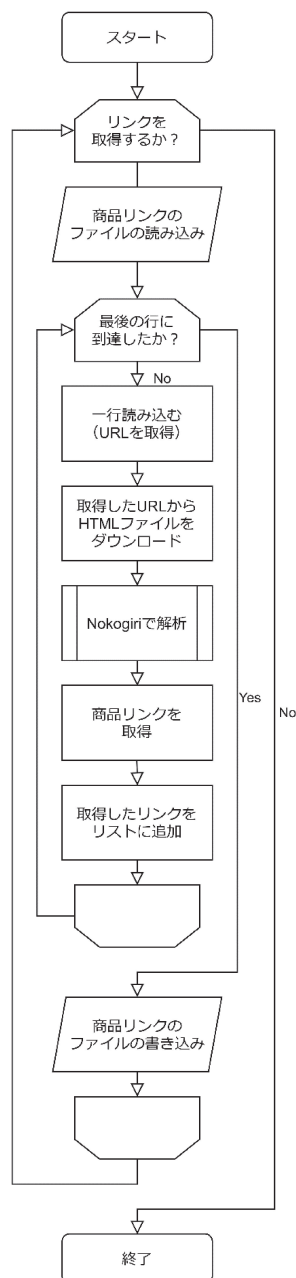 スタート
リンクを
取得するか？
商品リンクの
ファイルの読み込み
最後の行に
到達したか？
No
一行読み込む
（URLを取得）
取得したURLから
HTMLファイルを
ダウンロード
Nokogiriで解析
商品リンクを
取得
Yes
No
取得したリンクを
リストに追加
商品リンクの
ファイルの書き込み
終了